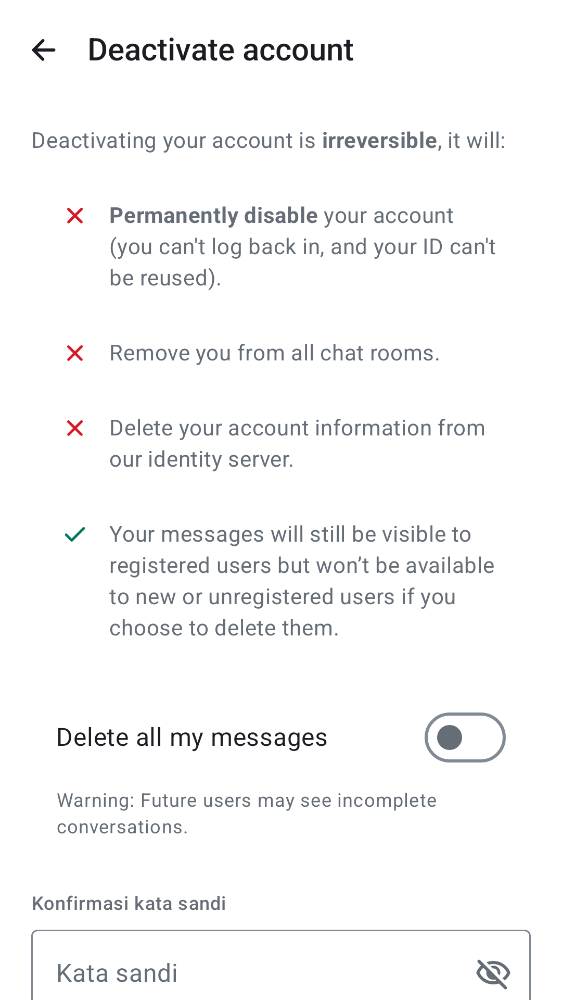 Deactivate account
Deactivating your account is irreversible, it will:
Permanently disable your account
(you can't log back in, and your ID can't
be reused).
Remove you from all chat rooms.
Delete your account information from
our identity server.
Your messages will still be visible to
registered users but won’t be available
to new or unregistered users if you
choose to delete them.
Delete all my messages
Warning: Future users may see incomplete
conversations.
Konfirmasi kata sandi
Kata sandi